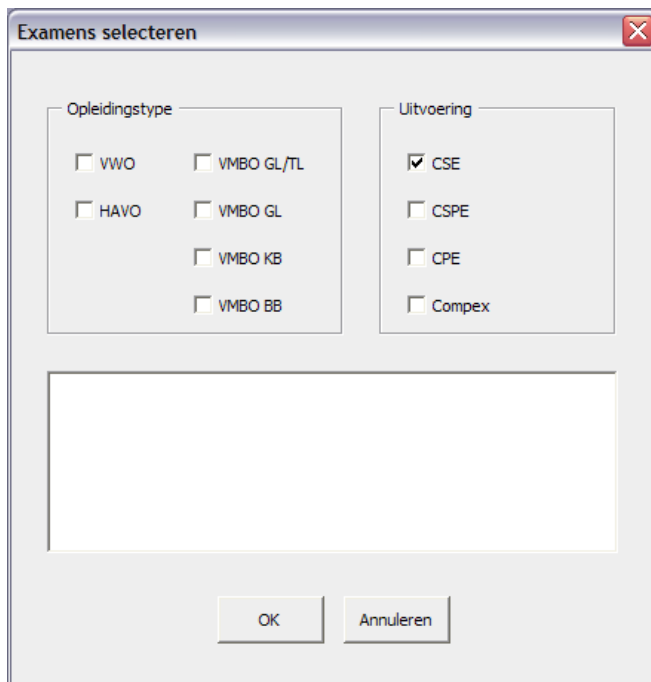 Examens selecteren
Opleidingstype
Uitvoering
VWO
VMBO GL/TL
CSE
HAVO
VMBO GL
CSPE
VMBO KB
CPE
VMBO BB
Compex
OK
Annuleren